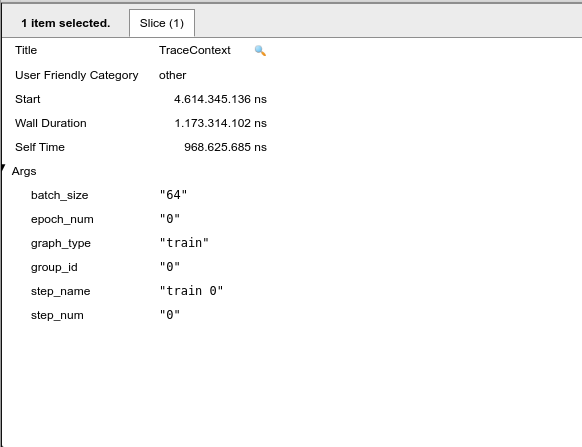 1 item selected. Slice (1)
Title TraceContext
User Friendly Category other
Start 4.614.345.136 ns
Wall Duration 1.173.314.102 ns
Self Time 968.625.685 ns
Args
batch_size "64"
epoch_num "0"
graph_type "train"
group_id "0"
step_name "train 0"
step_num "0"